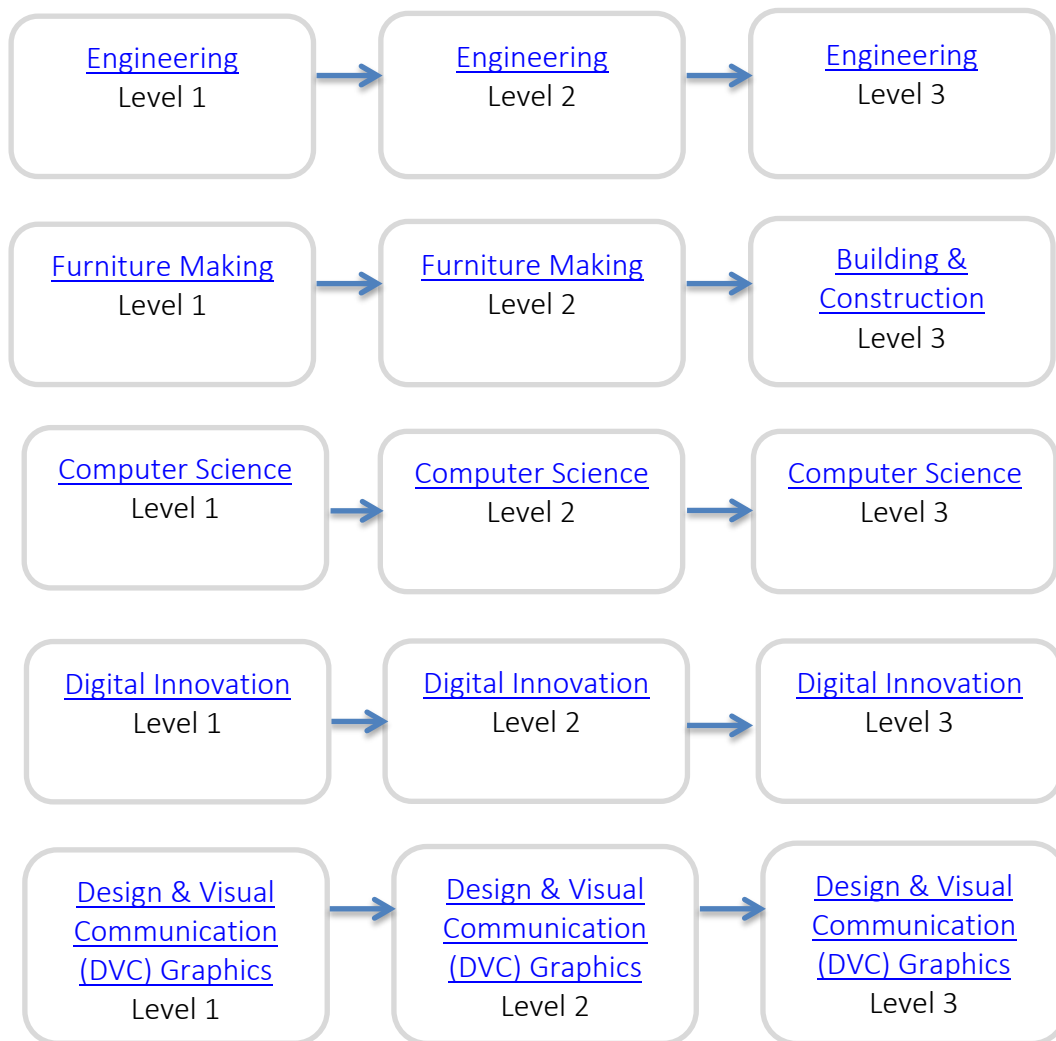 Engineering
Level 1
Engineering
Level 2
Engineering
Level 3
Furniture Making
Level 1
Furniture Making
Level 2
Building &
Construction
Level 3
Computer Science
Level 1
Computer Science
Level 2
Computer Science
Level 3
Digital Innovation
Level 1
Digital Innovation
Level 2
Digital Innovation
Level 3
Design & Visual
Communication
(DVC) Graphics
Level 1
Design & Visual
Communication
(DVC) Graphics
Level 2
Design & Visual
Communication
(DVC) Graphics
Level 3